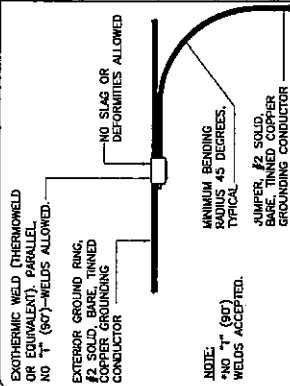 EXOTHERMIC WELD (THERMOWELD
OR EQUIVALENT). PARALLEL.
NO "T" (90°)-WELDS ALLOWED.
NO SLAG OR
DEFORMITIES ALLOWED
EXTERIOR GROUND RING,
#2 SOLID, BARE, TINNED
COPPER GROUNDING
CONDUCTOR
MINIMUM BENDING
RADIUS 45 DEGREES,
TYPICAL
JUMPER, #2 SOLID,
BARE, TINNED COPPER
GROUNDING CONDUCTOR
NOTE:
*NO "T" (90°)
WELDS ACCEPTED.